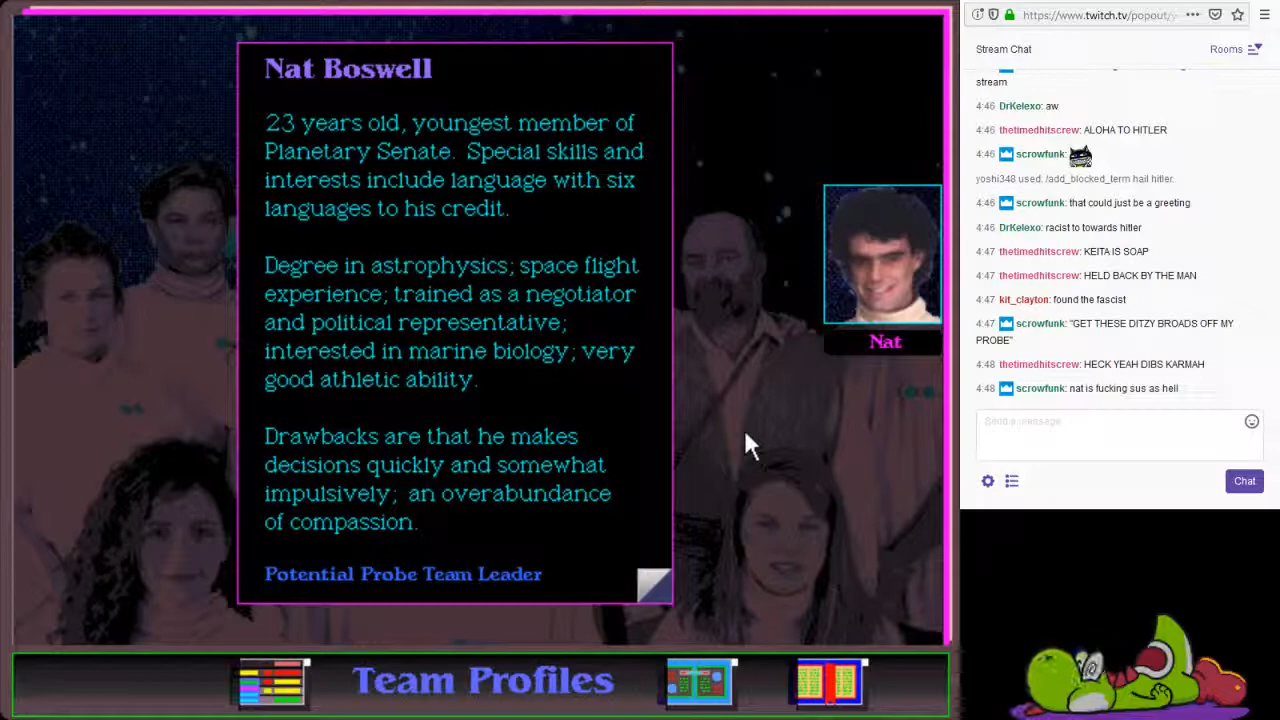 Nat Boswell
23 years old, youngest member of
Planetary Senate. Special skills and
interests include language with six
languages to his credit.
Degree in astrophysics; space flight
experience; trained as a negotiator
and political representative;
interested in marine biology; very
good athletic ability.
Drawbacks are that he makes
decisions quickly and somewhat
impulsively; an overabundance
of compassion.
Potential Probe Team Leader
Nat
Team Profiles
https://www.twitch.tv/popout/
Stream Chat
Rooms
stream
4:46 DrKelexo: aw
4:46 thetimedhitscrew: ALOHA TO HITLER
4:46 scrowfunk:
yoshi348 used: /add_blocked_term hail hitler.
4:46 scrowfunk: that could just be a greeting
4:46 DrKelexo: racist to towards hitler
4:47 thetimedhitscrew: KEITA IS SOAP
4:47 thetimedhitscrew: HELD BACK BY THE MAN
4:47 kit_clayton: found the fascist
4:47 scrowfunk: "GET THESE DITZY BROADS OFF MY
PROBE"
4:48 thetimedhitscrew: HECK YEAH DIBS KARMAH
4:48 scrowfunk: nat is fucking sus as hell
Send a message
Chat